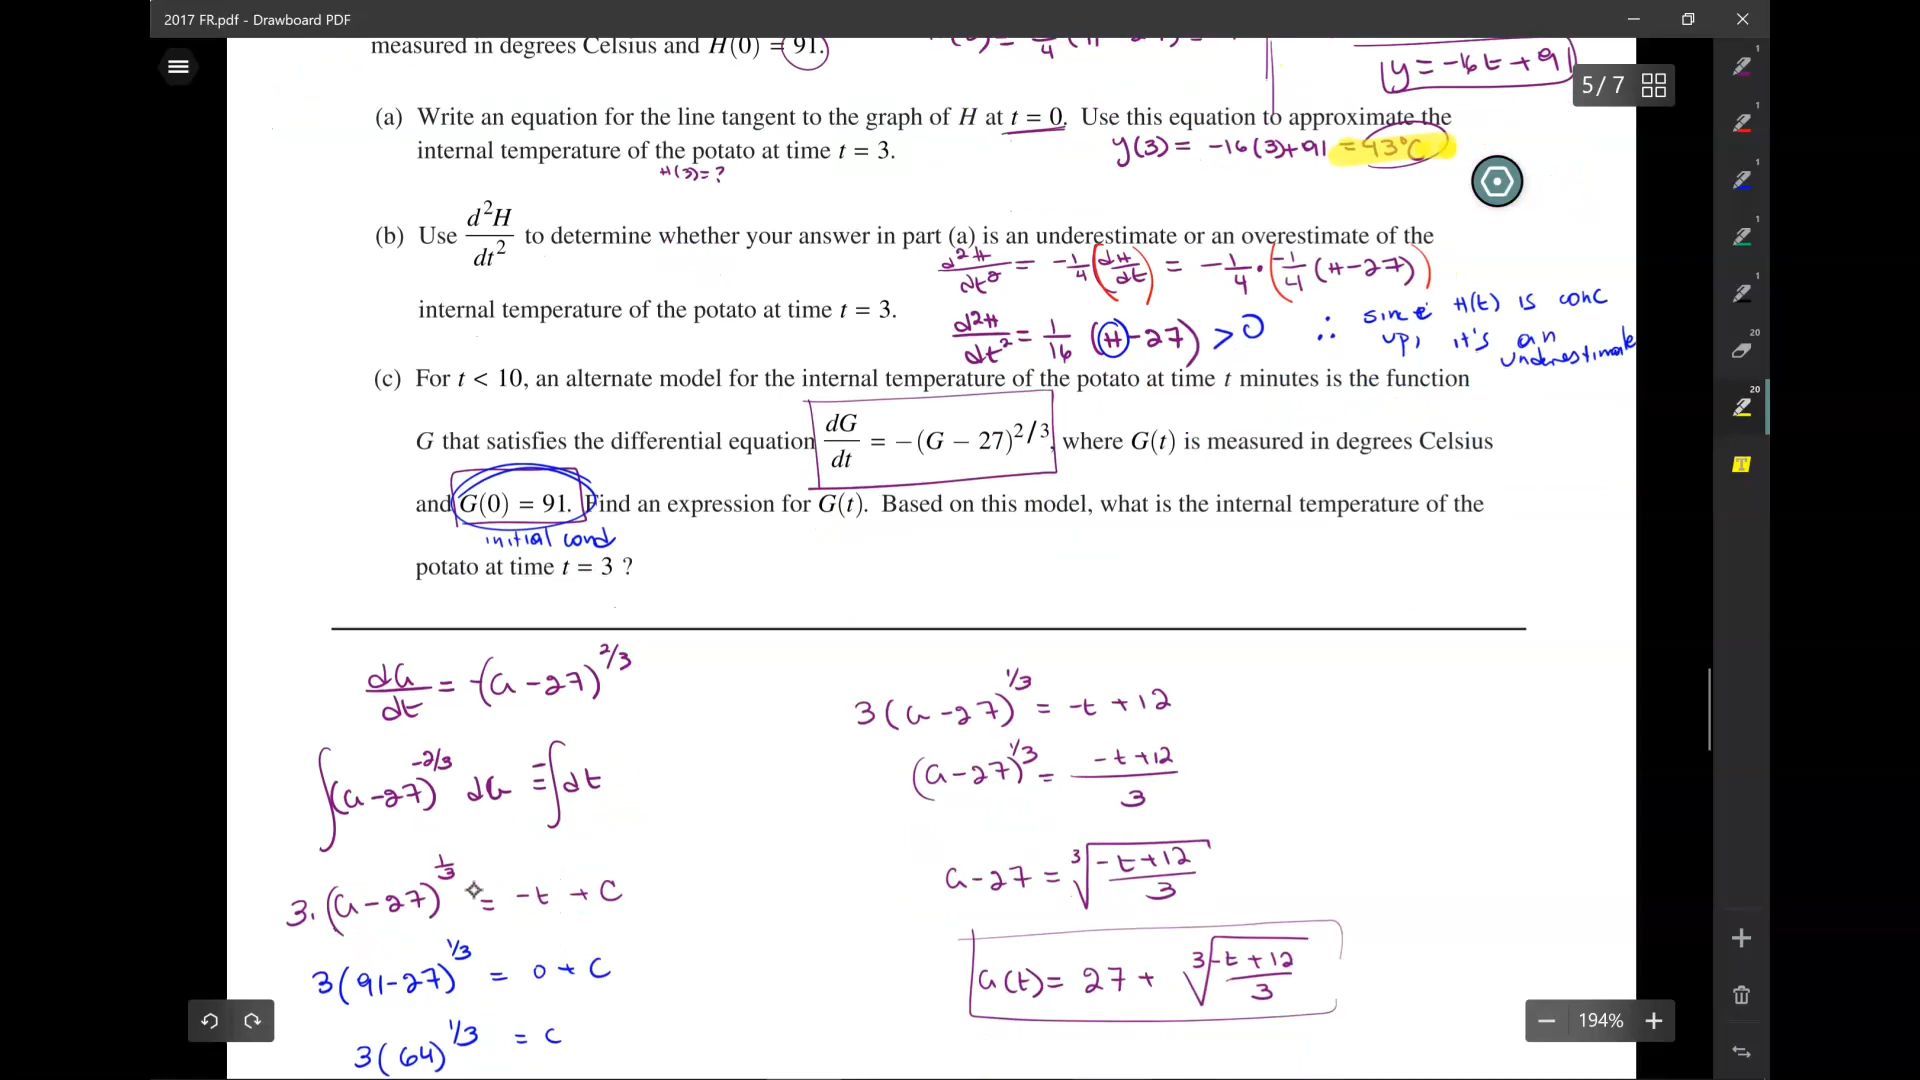 2017 FR.pdf - Drawboard PDF
measured in degrees Celsius and H(0) = 91.
y = -16t + 91
5 / 7
(a) Write an equation for the line tangent to the graph of H at t = 0. Use this equation to approximate the
internal temperature of the potato at time t = 3.
H(3) = ?
y(3) = -16(3)+91 = 43°C
(b) Use d²H/dt² to determine whether your answer in part (a) is an underestimate or an overestimate of the
d²H/dt² = -1/4 (dH/dt) = -1/4 · (-1/4 (H-27))
internal temperature of the potato at time t = 3.
d²H/dt² = 1/16 (H-27) > 0 ∴ since H(t) is conc
up, it's an
underestimate
(c) For t < 10, an alternate model for the internal temperature of the potato at time t minutes is the function
G that satisfies the differential equation dG/dt = −(G − 27)^2/3, where G(t) is measured in degrees Celsius
and G(0) = 91. Find an expression for G(t). Based on this model, what is the internal temperature of the
initial cond
potato at time t = 3 ?
dG/dt = -(G-27)^2/3
∫(G-27)^-2/3 dG = -∫dt
3·(G-27)^1/3 = -t + C
3(91-27)^1/3 = 0 + C
3(64)^1/3 = C
3(G-27)^1/3 = -t + 12
(G-27)^1/3 = (-t+12)/3
G-27 = ³√((-t+12)/3)
G(t) = 27 + ³√((-t+12)/3)
194%
1
1
1
1
1
20
20
T